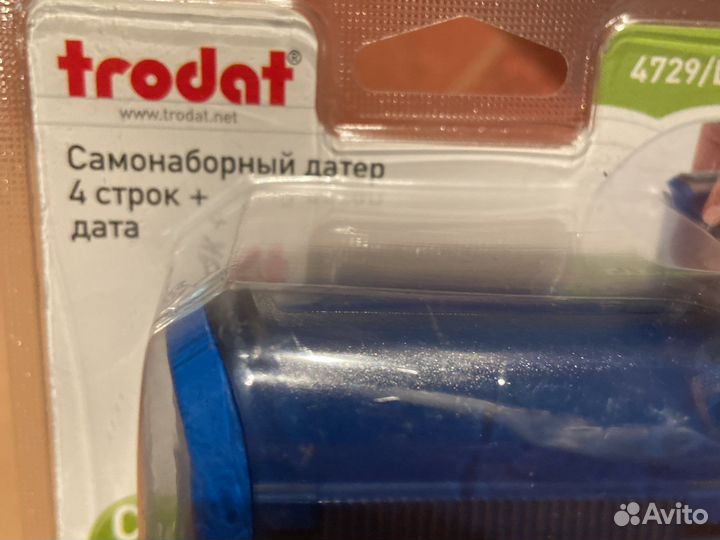 trodat®
www.trodat.net
4729/
Самонаборный датер
4 строк +
дата
C
Avito